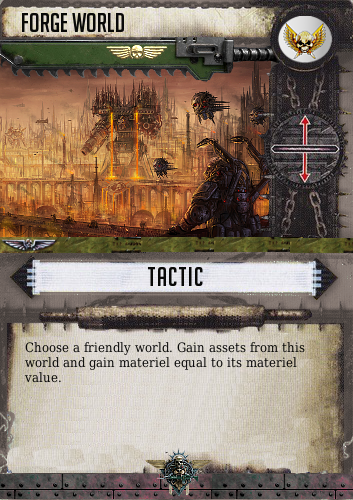 FORGE WORLD
TACTIC
Choose a friendly world. Gain assets from this
world and gain materiel equal to its materiel
value.